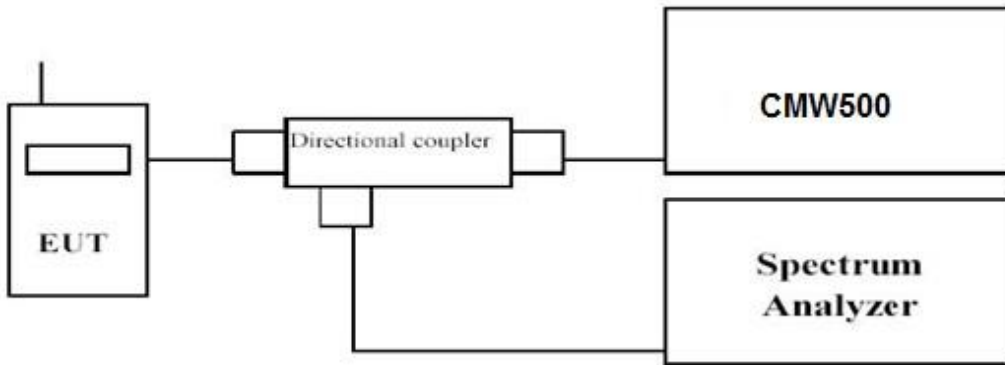 CMW500
Directional coupler
EUT
Spectrum
Analyzer